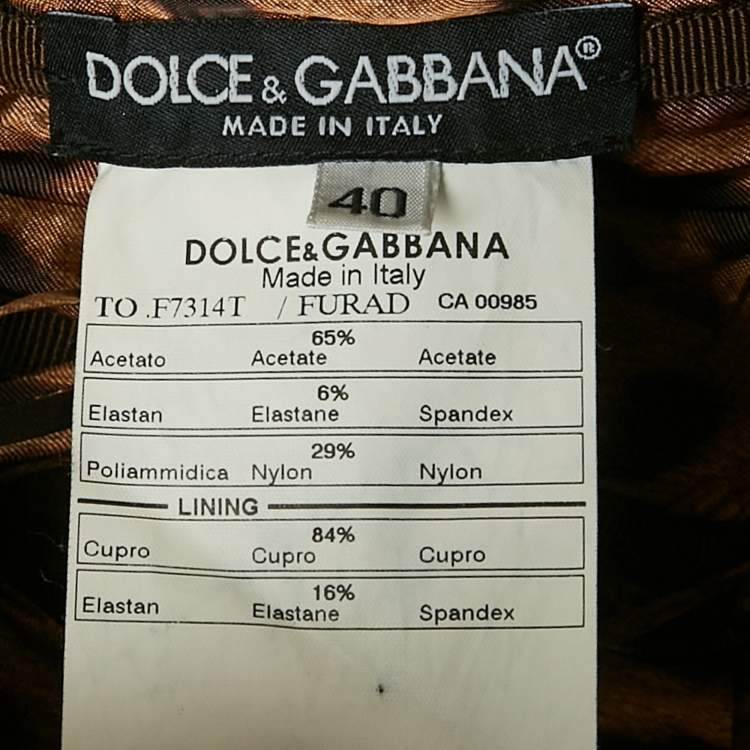 DOLCE & GABBANA®
MADE IN ITALY
40
DOLCE&GABBANA
Made in Italy
TO .F7314T / FURAD CA 00985
65%
Acetato Acetate Acetate
6%
Elastan Elastane Spandex
29%
Poliammidica Nylon Nylon
LINING
84%
Cupro Cupro Cupro
16%
Elastan Elastane Spandex